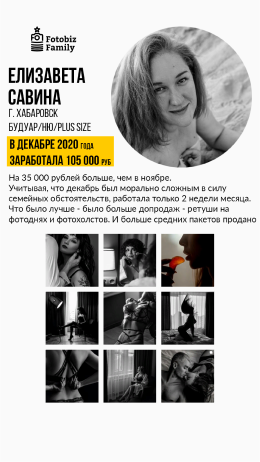 Fotobiz
Family
ЕЛИЗАВЕТА
САВИНА
Г. ХАБАРОВСК
БУДУАР/НЮ/PLUS SIZE
В ДЕКАБРЕ 2020 ГОДА
ЗАРАБОТАЛА 105 000 РУБ
На 35 000 рублей больше, чем в ноябре.
Учитывая, что декабрь был морально сложным в силу
семейных обстоятельств, работала только 2 недели месяца.
Что было лучше - было больше допродаж - ретуши на
фотоднях и фотохолстов. И больше средних пакетов продано